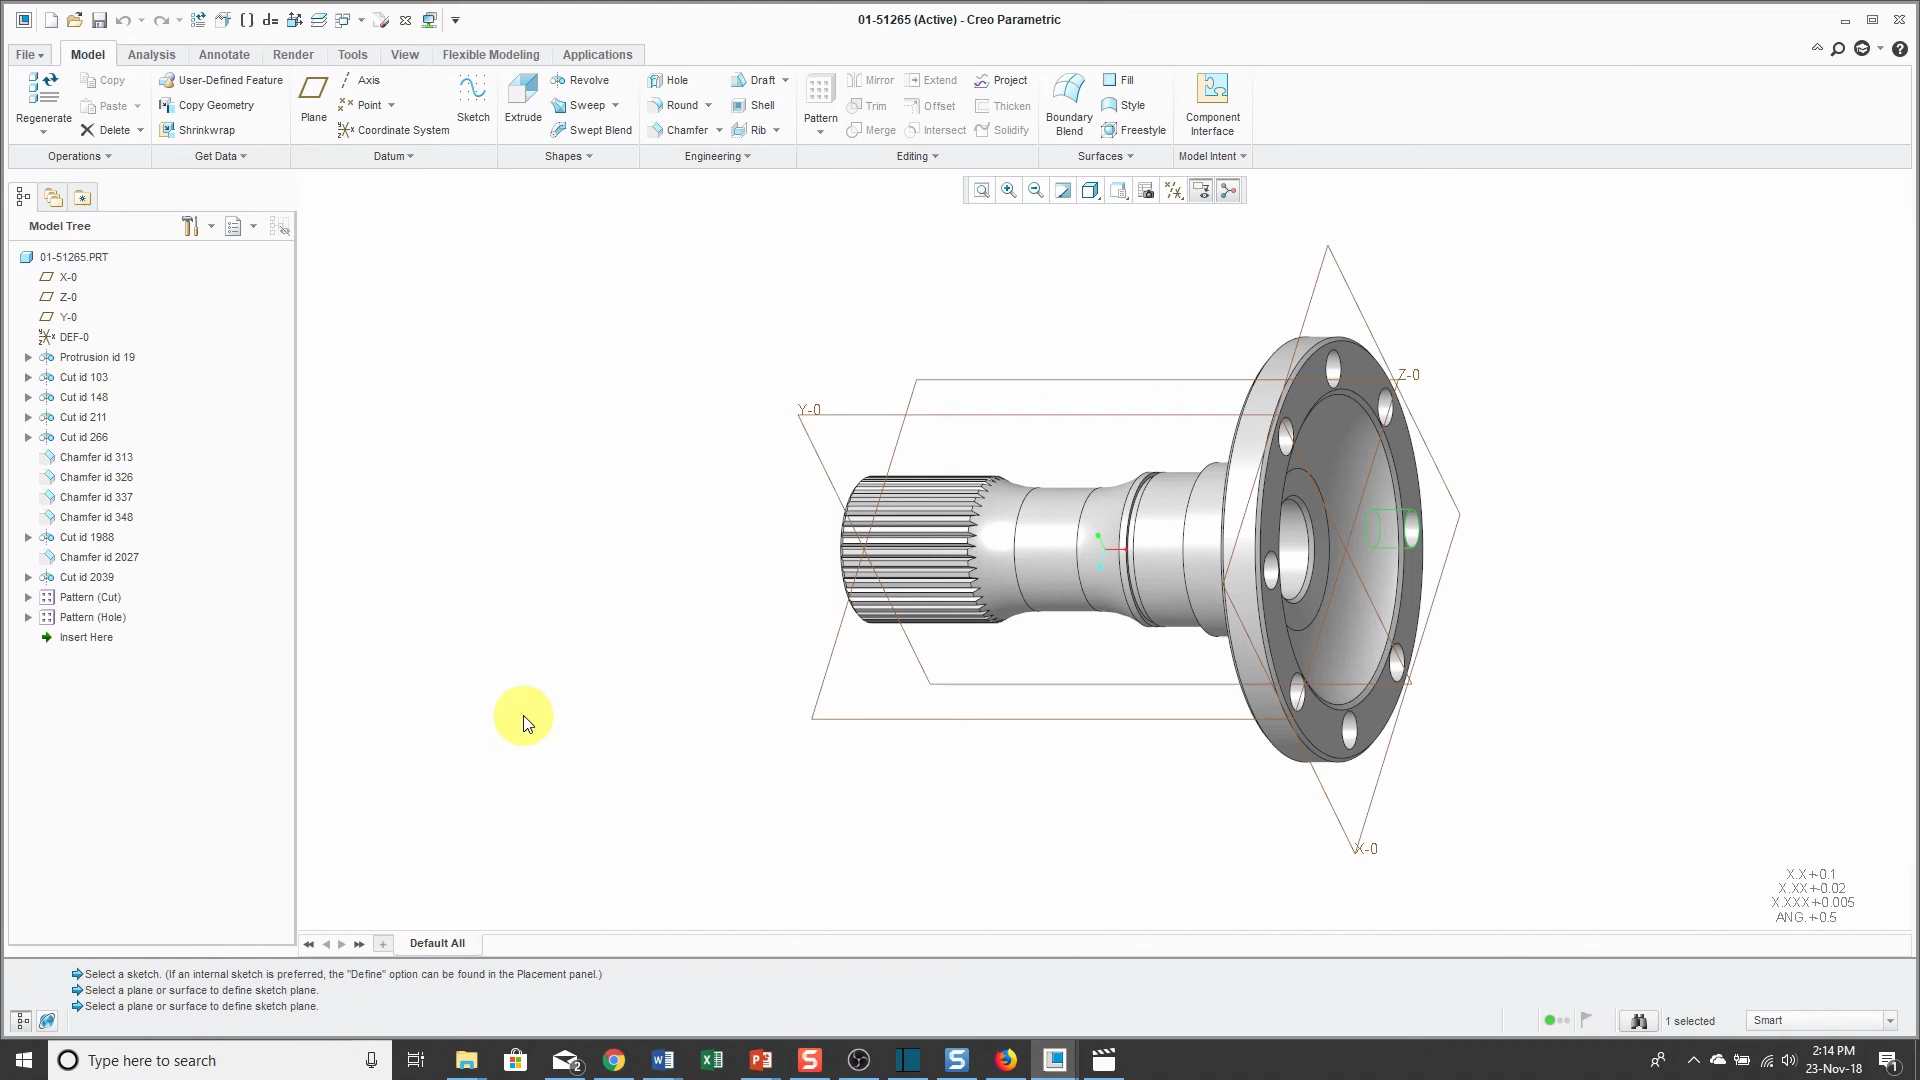 01-51265 (Active) - Creo Parametric
File
Model
Analysis
Annotate
Render
Tools
View
Flexible Modeling
Applications
Regenerate
Copy
Paste
Delete
Operations
User-Defined Feature
Copy Geometry
Shrinkwrap
Get Data
Plane
Axis
Point
Coordinate System
Sketch
Datum
Extrude
Revolve
Sweep
Swept Blend
Shapes
Hole
Round
Chamfer
Draft
Shell
Rib
Engineering
Pattern
Mirror
Trim
Merge
Extend
Offset
Intersect
Project
Thicken
Solidify
Editing
Boundary
Blend
Fill
Style
Freestyle
Surfaces
Component
Interface
Model Intent
Model Tree
01-51265.PRT
X-0
Z-0
Y-0
DEF-0
Protrusion id 19
Cut id 103
Cut id 148
Cut id 211
Cut id 266
Chamfer id 313
Chamfer id 326
Chamfer id 337
Chamfer id 348
Cut id 1988
Chamfer id 2027
Cut id 2039
Pattern (Cut)
Pattern (Hole)
Insert Here
Z-0
Y-0
X-0
X.X+-0.1
X.XX+-0.02
X.XXX+-0.005
ANG.+-0.5
Default All
Select a sketch. (If an internal sketch is preferred, the "Define" option can be found in the Placement panel.)
Select a plane or surface to define sketch plane.
Select a plane or surface to define sketch plane.
1 selected
Smart
Type here to search
2
2:14 PM
23-Nov-18
1